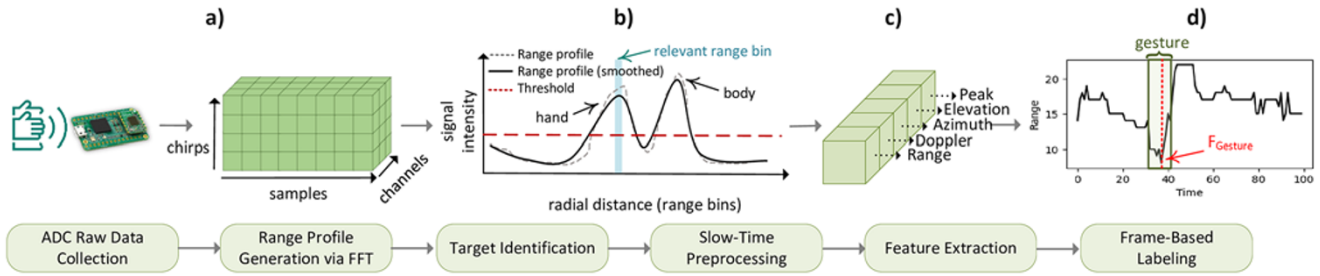 a)
chirps
samples
channels
b)
Range profile
Range profile (smoothed)
Threshold
relevant range bin
hand
body
signal
intensity
radial distance (range bins)
c)
Peak
Elevation
Azimuth
Doppler
Range
d)
gesture
20
15
10
Range
FGesture
0
20
40
60
80
100
Time
ADC Raw Data
Collection
Range Profile
Generation via FFT
Target Identification
Slow-Time
Preprocessing
Feature Extraction
Frame-Based
Labeling